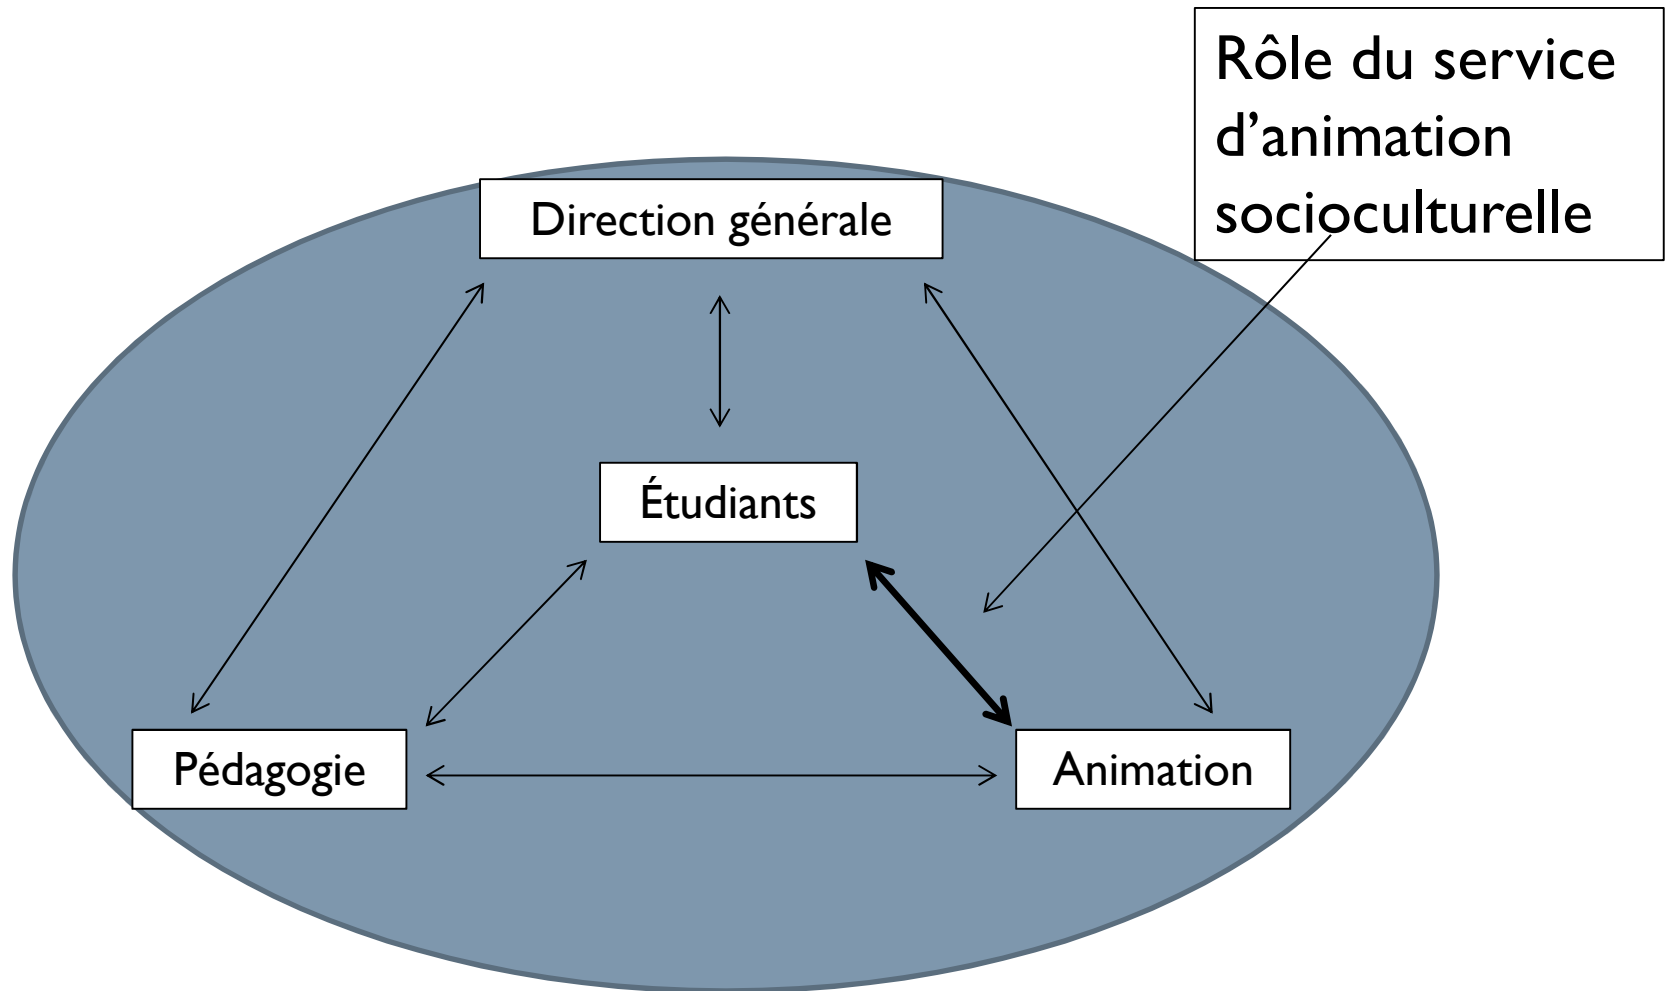 Rôle du service
d’animation
socioculturelle
Direction générale
Étudiants
Pédagogie
Animation